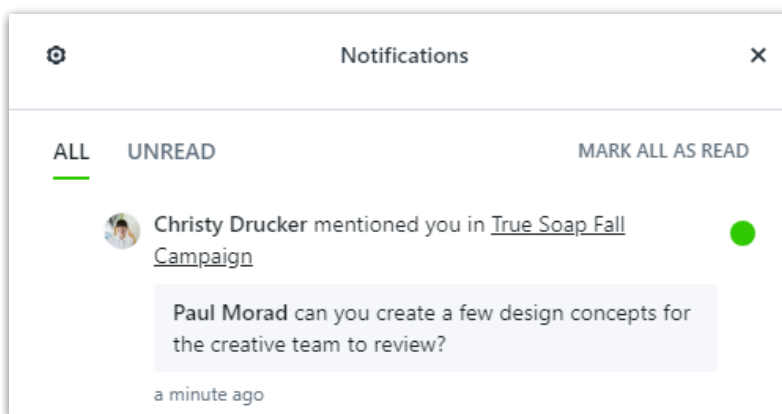 Notifications
ALL UNREAD MARK ALL AS READ
Christy Drucker mentioned you in True Soap Fall
Campaign
Paul Morad can you create a few design concepts for
the creative team to review?
a minute ago